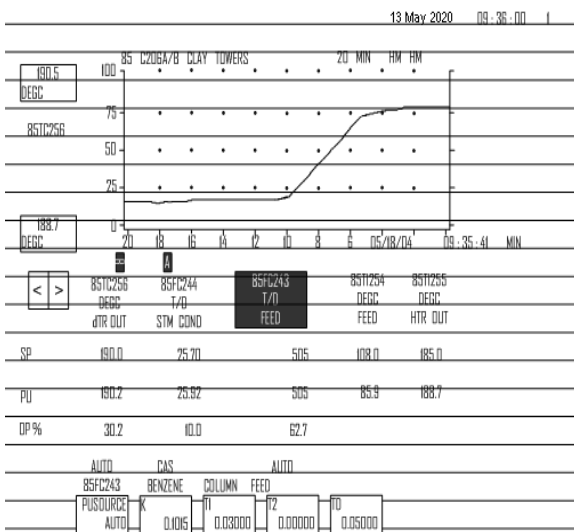 13 May 2020 09:36:00 1
85 C206A/B CLAY TOWERS 20 MIN HM HM
190.5
DEGC
85TC256
188.7
DEGC
100
75
50
25
0
20 18 16 14 12 10 8 6 05/18/04 09:35:41 MIN
A
< >
85TC256 85FC244 85FC243 85TI254 85TI255
DEGC T/D T/D DEGC DEGC
dTR OUT STM COND FEED FEED HTR OUT
SP 190.0 25.70 505 108.0 185.0
PU 190.2 25.92 505 85.9 188.7
OP % 30.2 10.0 62.7
AUTO CAS AUTO
85FC243 BENZENE COLUMN FEED
PUSOURCE K T1 T2 TD
AUTO 0.1015 0.03000 0.00000 0.05000